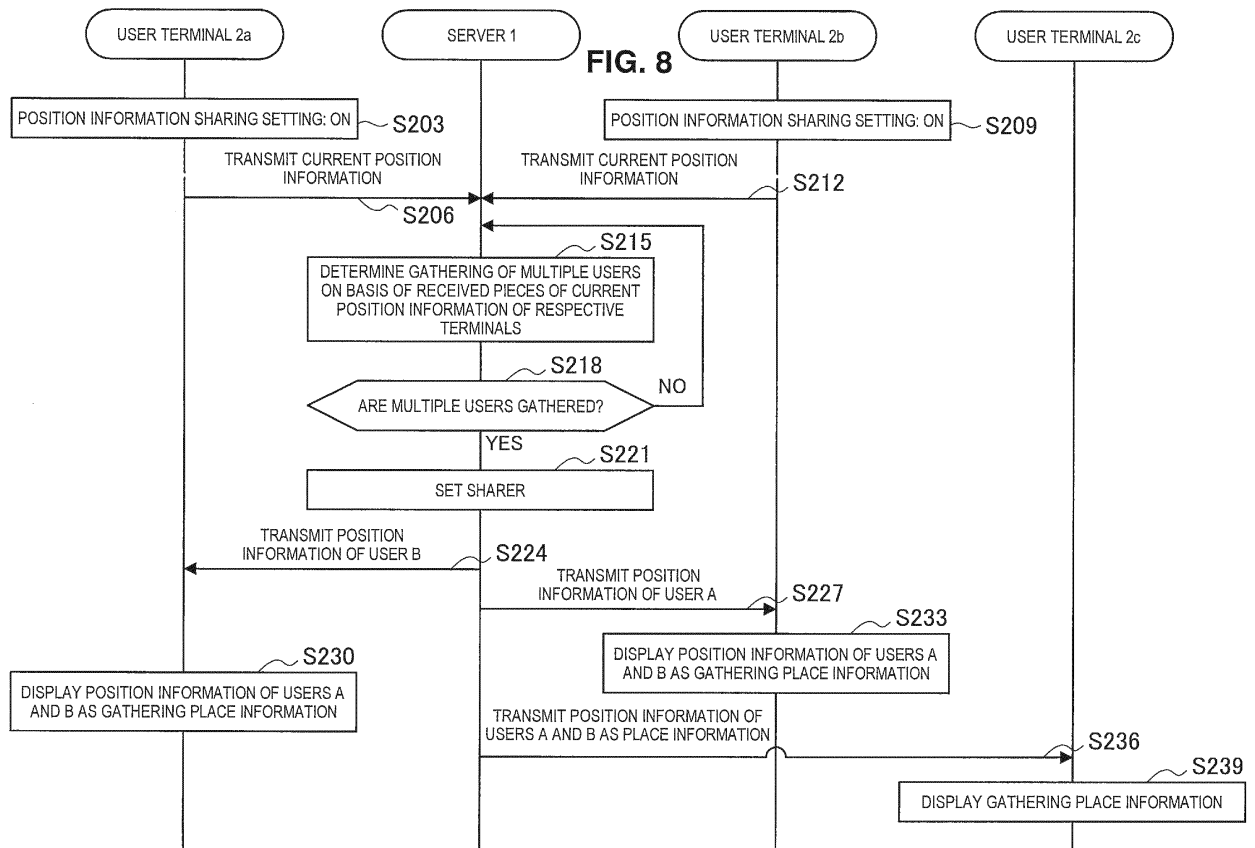 USER TERMINAL 2a
SERVER 1
USER TERMINAL 2b
USER TERMINAL 2c
FIG. 8
POSITION INFORMATION SHARING SETTING: ON
S203
POSITION INFORMATION SHARING SETTING: ON
S209
TRANSMIT CURRENT POSITION
INFORMATION
S206
TRANSMIT CURRENT POSITION
INFORMATION
S212
S215
DETERMINE GATHERING OF MULTIPLE USERS
ON BASIS OF RECEIVED PIECES OF CURRENT
POSITION INFORMATION OF RESPECTIVE
TERMINALS
S218
ARE MULTIPLE USERS GATHERED?
NO
YES
S221
SET SHARER
TRANSMIT POSITION
INFORMATION OF USER B
S224
TRANSMIT POSITION
INFORMATION OF USER A
S227
S233
DISPLAY POSITION INFORMATION OF USERS A
AND B AS GATHERING PLACE INFORMATION
S230
DISPLAY POSITION INFORMATION OF USERS A
AND B AS GATHERING PLACE INFORMATION
TRANSMIT POSITION INFORMATION OF
USERS A AND B AS PLACE INFORMATION
S236
S239
DISPLAY GATHERING PLACE INFORMATION